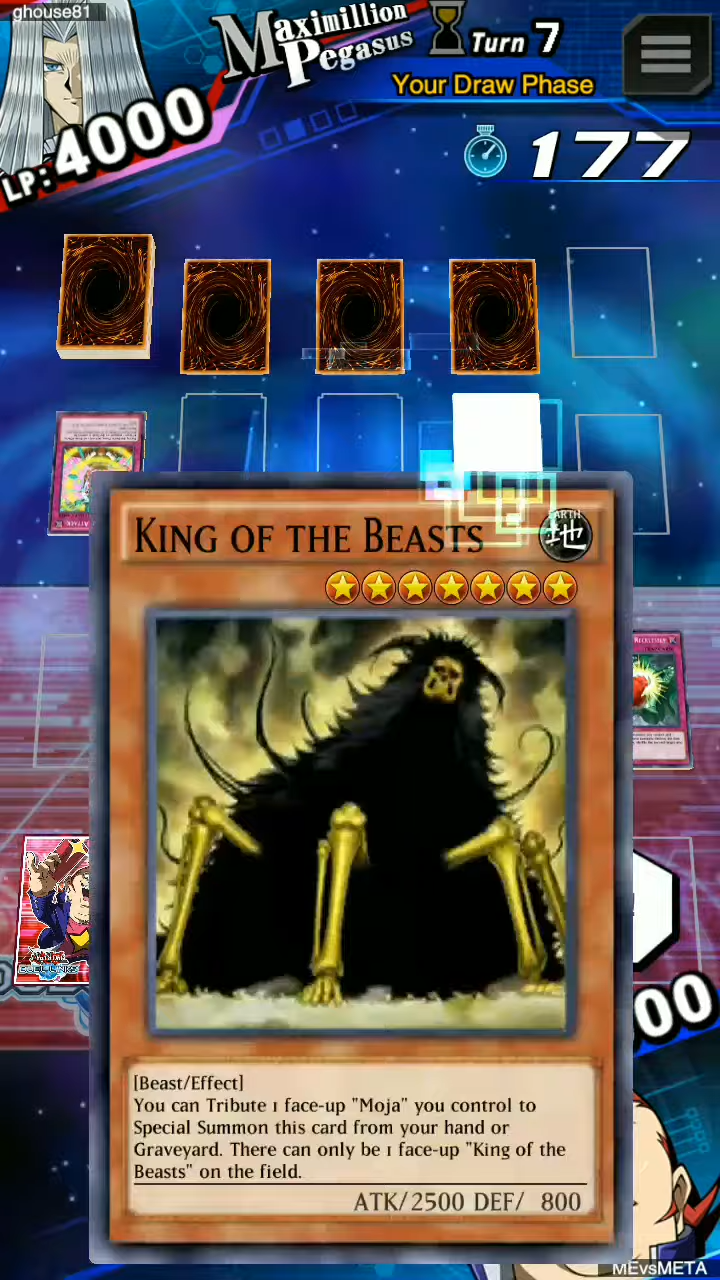 ghouse81
Maximillion
Pegasus
Turn 7
Your Draw Phase
LP: 4000
177
KING OF THE BEASTS
EARTH
地
[Beast/Effect]
You can Tribute 1 face-up "Moja" you control to
Special Summon this card from your hand or
Graveyard. There can only be 1 face-up "King of the
Beasts" on the field.
ATK/2500 DEF/ 800
00
MEvsMETA